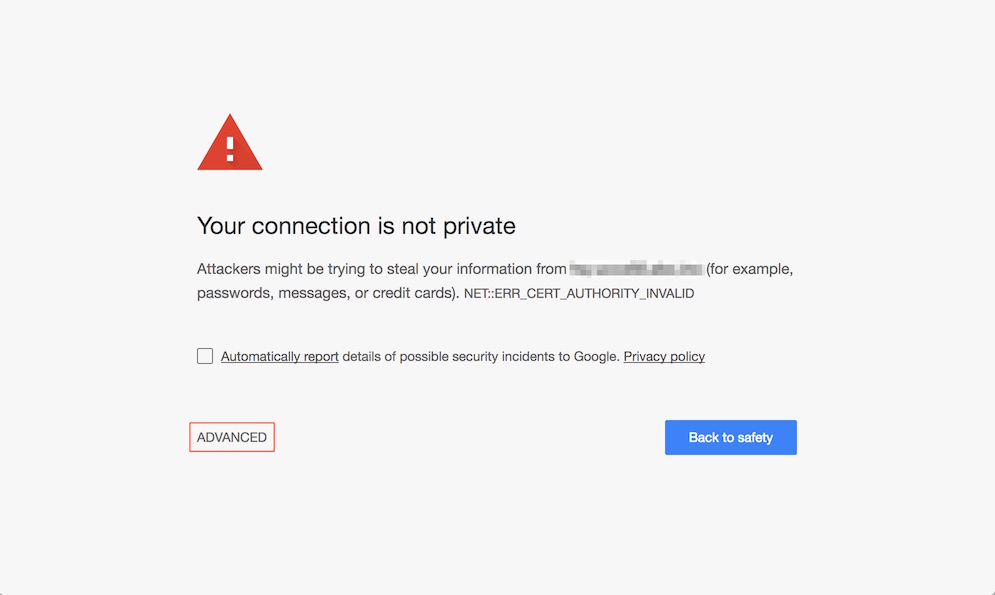 Your connection is not private
Attackers might be trying to steal your information from (for example,
passwords, messages, or credit cards). NET::ERR_CERT_AUTHORITY_INVALID
Automatically report details of possible security incidents to Google. Privacy policy
ADVANCED
Back to safety